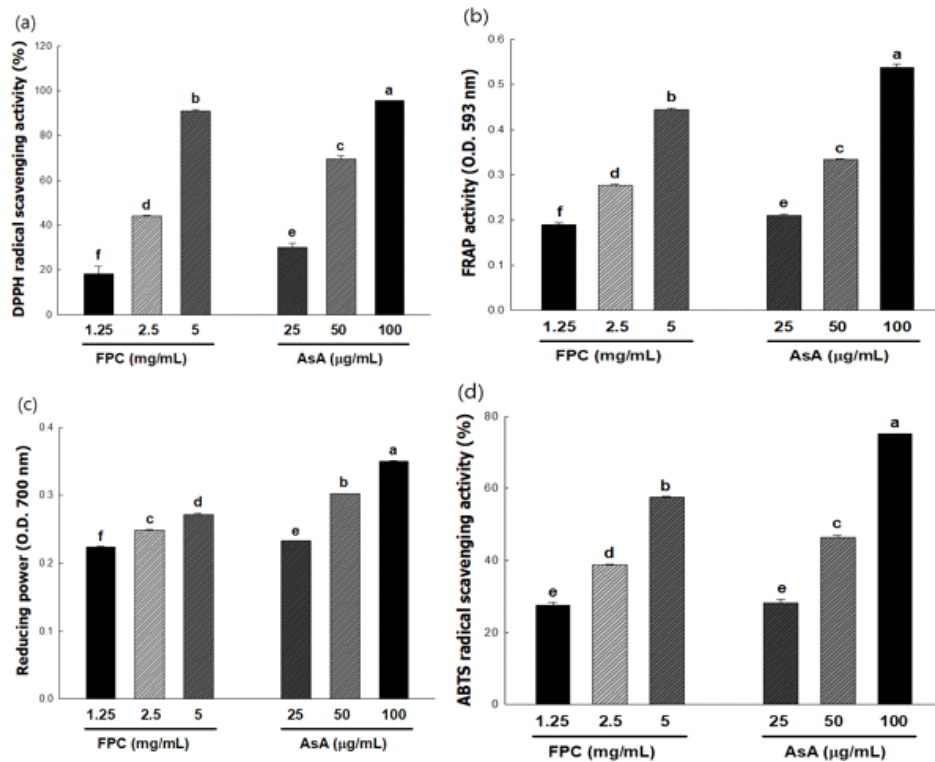 (a)
DPPH radical scavenging activity (%)
120
100
80
60
40
20
0
f
d
b
e
c
a
1.25 2.5 5 25 50 100
FPC (mg/mL) AsA (μg/mL)
(b)
FRAP activity (O.D. 593 nm)
0.6
0.5
0.4
0.3
0.2
0.1
0.0
f
d
b
e
c
a
1.25 2.5 5 25 50 100
FPC (mg/mL) AsA (μg/mL)
(c)
Reducing power (O.D. 700 nm)
0.4
0.3
0.2
0.1
0.0
f
c
d
e
b
a
1.25 2.5 5 25 50 100
FPC (mg/mL) AsA (μg/mL)
(d)
ABTS radical scavenging activity (%)
80
60
40
20
0
e
d
b
e
c
a
1.25 2.5 5 25 50 100
FPC (mg/mL) AsA (μg/mL)